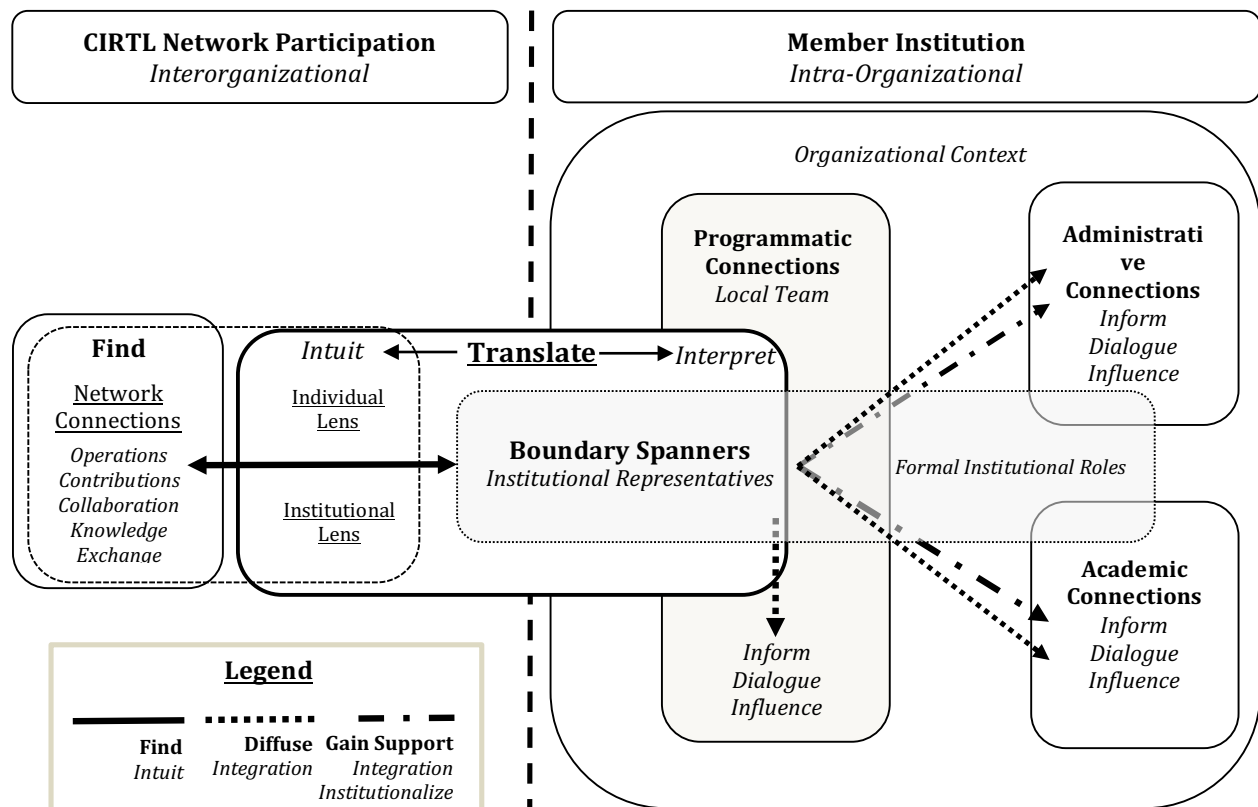 CIRTL Network Participation
Interorganizational
Member Institution
Intra-Organizational
Organizational Context
Programmatic
Connections
Local Team
Administrati
ve
Connections
Inform
Dialogue
Influence
Find
Network
Connections
Operations
Contributions
Collaboration
Knowledge
Exchange
Intuit
Translate
Interpret
Individual
Lens
Institutional
Lens
Boundary Spanners
Institutional Representatives
Formal Institutional Roles
Inform
Dialogue
Influence
Academic
Connections
Inform
Dialogue
Influence
Legend
Find
Intuit
Diffuse
Integration
Gain Support
Integration
Institutionalize